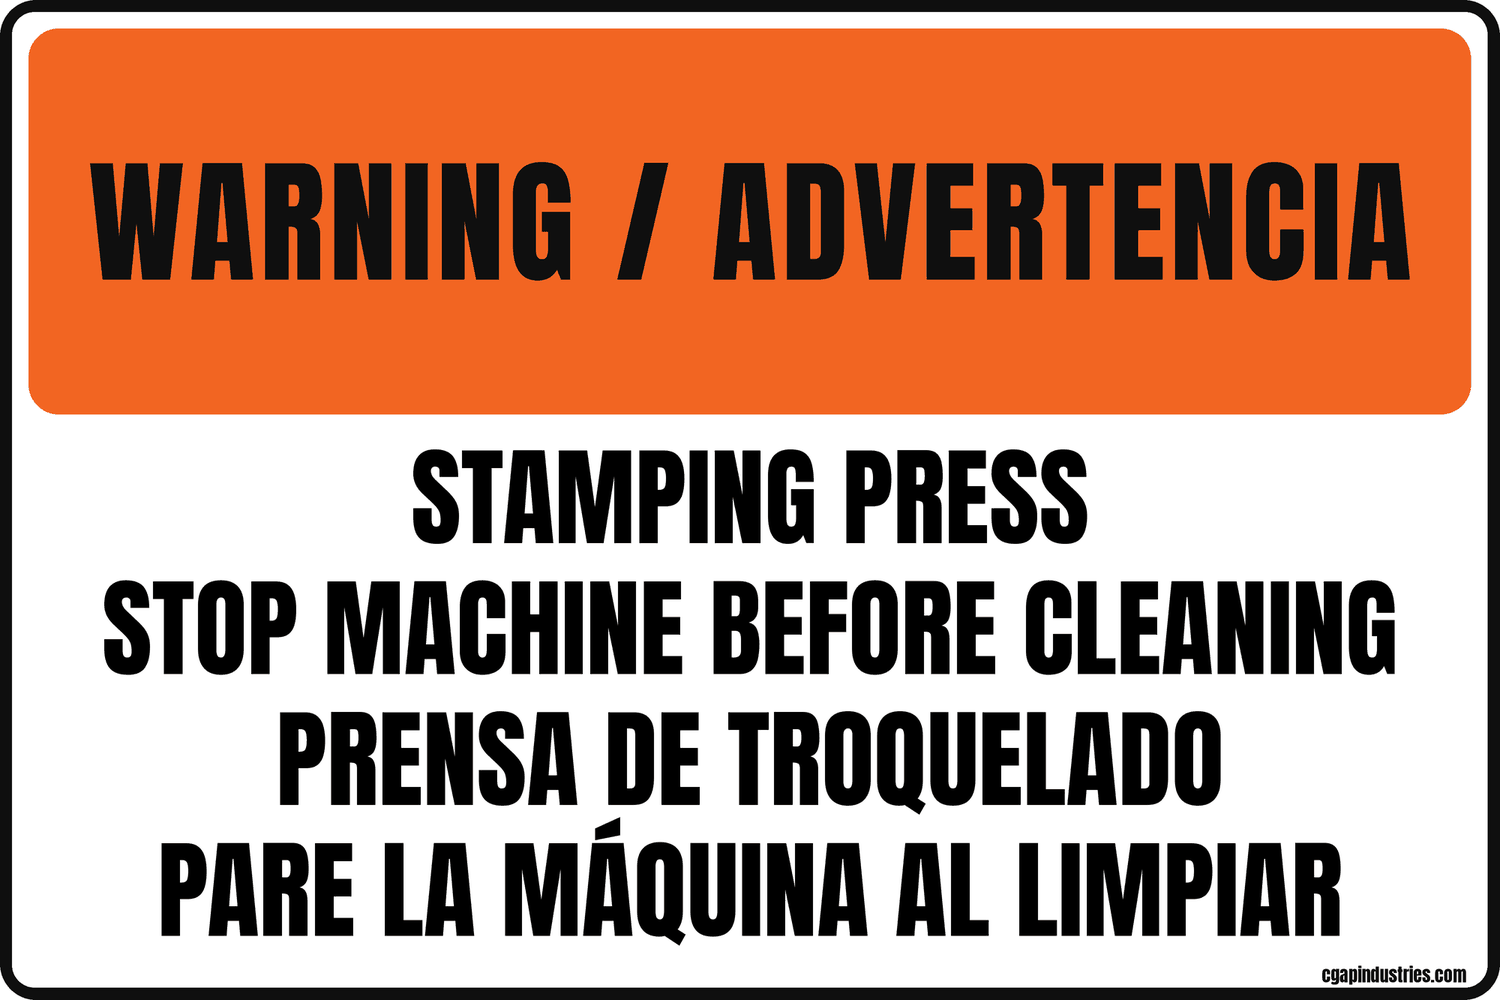 WARNING / ADVERTENCIA
STAMPING PRESS
STOP MACHINE BEFORE CLEANING
PRENSA DE TROQUELADO
PARE LA MÁQUINA AL LIMPIAR
cgapindustries.com